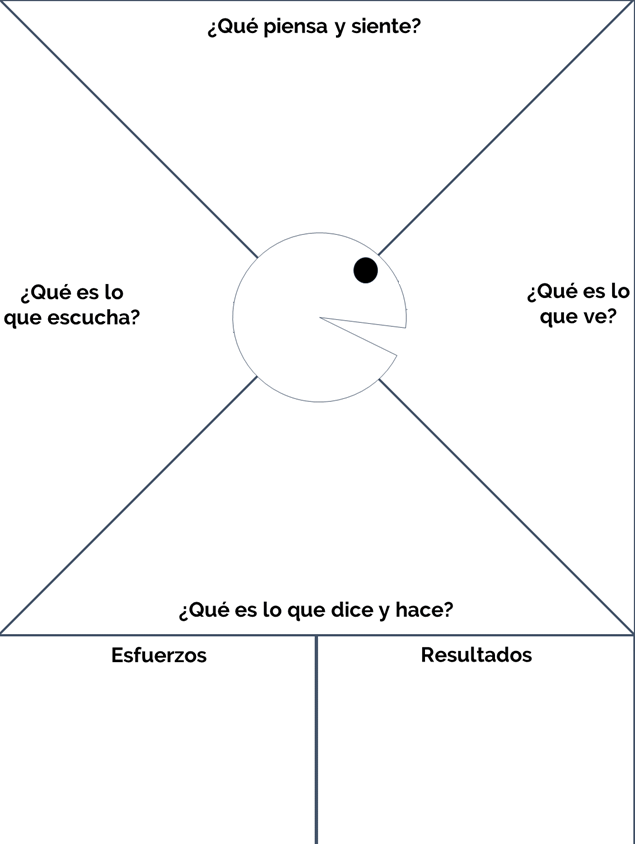 ¿Qué piensa y siente?
¿Qué es lo
que escucha?
¿Qué es lo
que ve?
¿Qué es lo que dice y hace?
Esfuerzos
Resultados